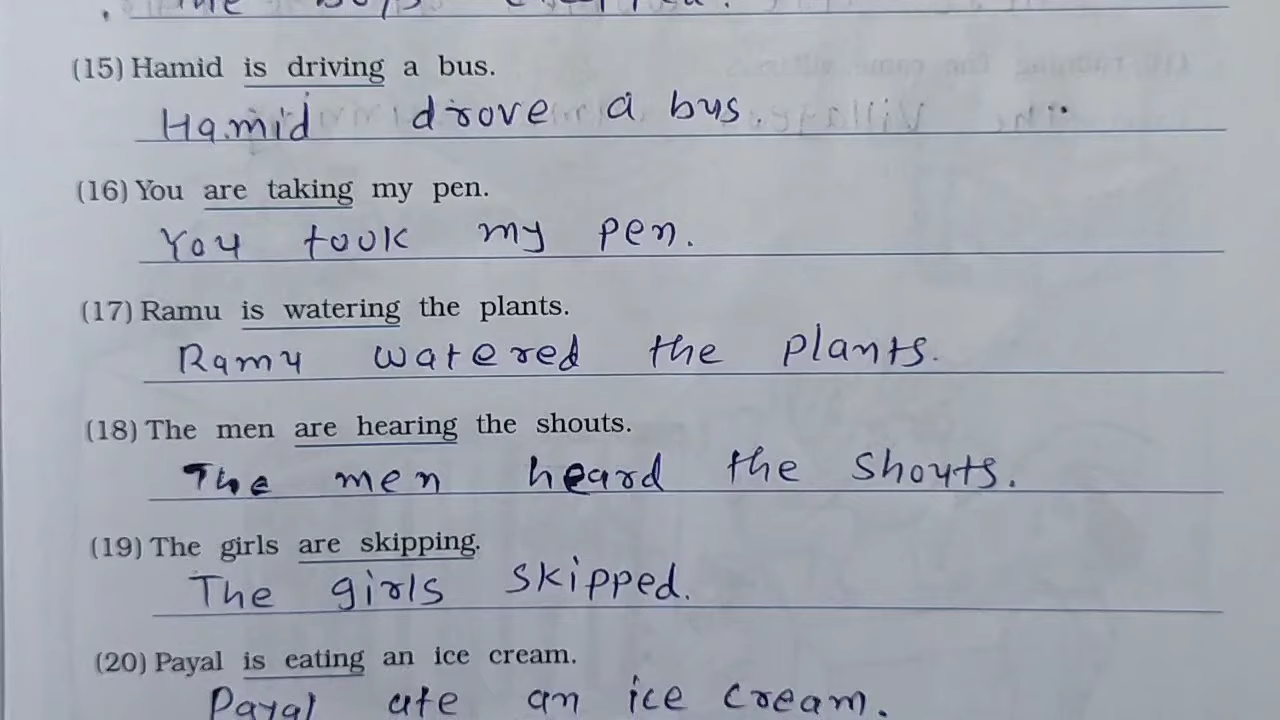 (15) Hamid is driving a bus.
Hamid drove a bus.
(16) You are taking my pen.
You took my pen.
(17) Ramu is watering the plants.
Ramu watered the plants.
(18) The men are hearing the shouts.
The men heard the shouts.
(19) The girls are skipping.
The girls skipped.
(20) Payal is eating an ice cream.
Payal ate an ice cream.